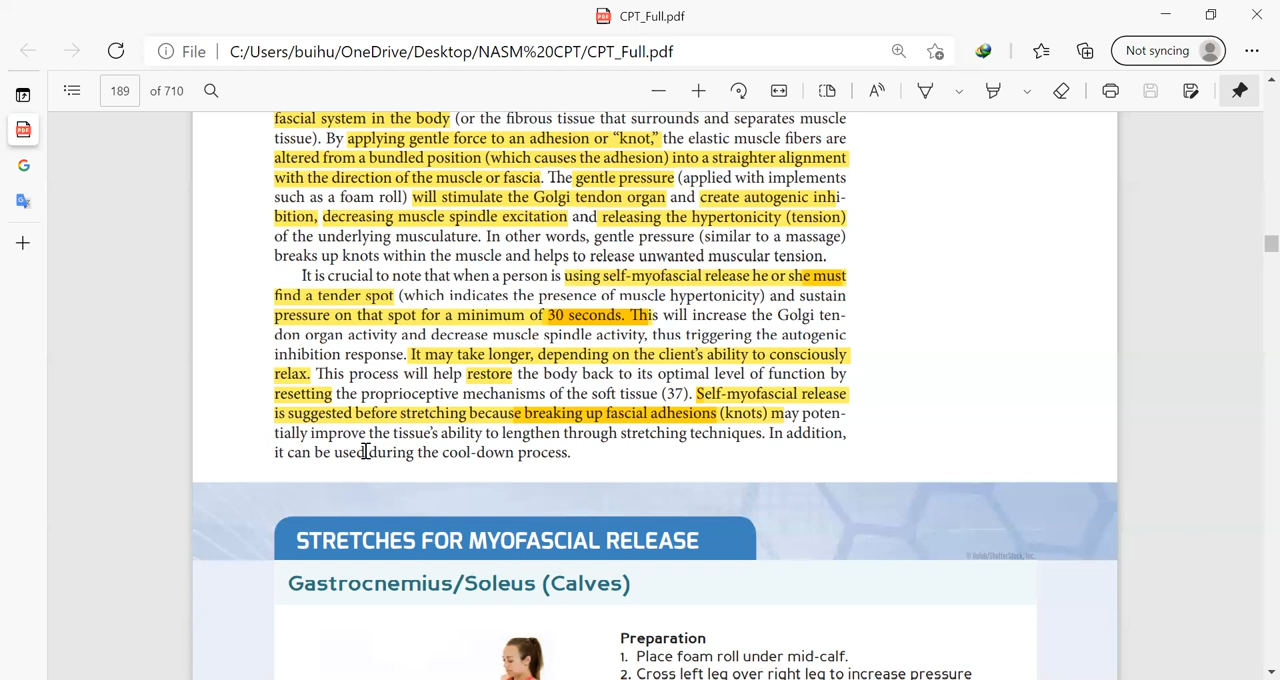 CPT_Full.pdf
File | C:/Users/buihu/OneDrive/Desktop/NASM%20CPT/CPT_Full.pdf
Not syncing
189 of 710
fascial system in the body (or the fibrous tissue that surrounds and separates muscle
tissue). By applying gentle force to an adhesion or “knot,” the elastic muscle fibers are
altered from a bundled position (which causes the adhesion) into a straighter alignment
with the direction of the muscle or fascia. The gentle pressure (applied with implements
such as a foam roll) will stimulate the Golgi tendon organ and create autogenic inhi-
bition, decreasing muscle spindle excitation and releasing the hypertonicity (tension)
of the underlying musculature. In other words, gentle pressure (similar to a massage)
breaks up knots within the muscle and helps to release unwanted muscular tension.
It is crucial to note that when a person is using self-myofascial release he or she must
find a tender spot (which indicates the presence of muscle hypertonicity) and sustain
pressure on that spot for a minimum of 30 seconds. This will increase the Golgi ten-
don organ activity and decrease muscle spindle activity, thus triggering the autogenic
inhibition response. It may take longer, depending on the client’s ability to consciously
relax. This process will help restore the body back to its optimal level of function by
resetting the proprioceptive mechanisms of the soft tissue (37). Self-myofascial release
is suggested before stretching because breaking up fascial adhesions (knots) may poten-
tially improve the tissue’s ability to lengthen through stretching techniques. In addition,
it can be used during the cool-down process.
STRETCHES FOR MYOFASCIAL RELEASE
Gastrocnemius/Soleus (Calves)
Preparation
1. Place foam roll under mid-calf.
2. Cross left leg over right leg to increase pressure